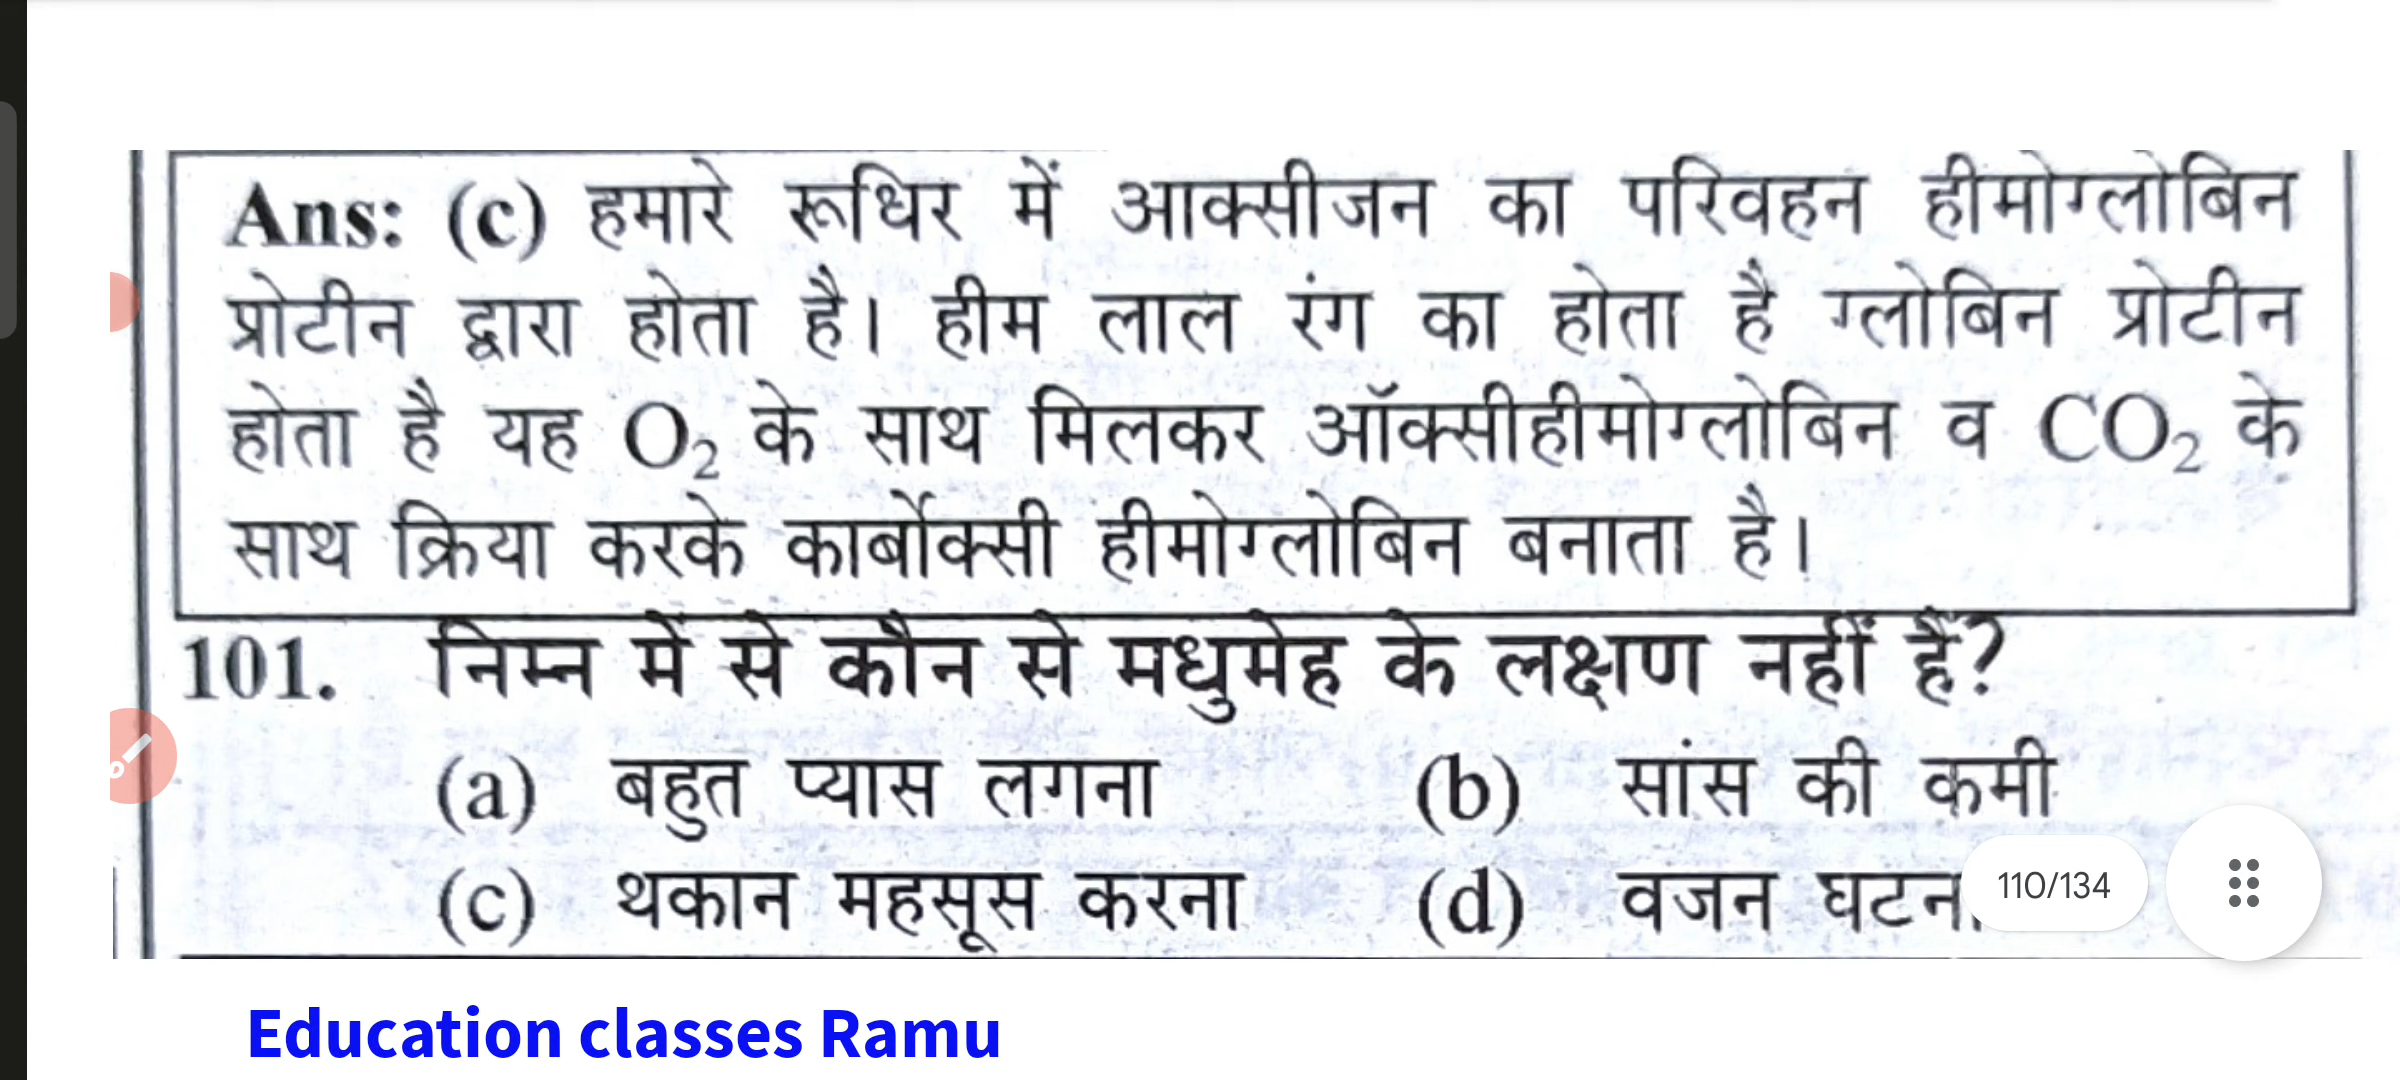 Ans: (c) हमारे रूधिर में आक्सीजन का परिवहन हीमोग्लोबिन
प्रोटीन द्वारा होता है। हीम लाल रंग का होता है ग्लोबिन प्रोटीन
होता है यह O₂ के साथ मिलकर ऑक्सीहीमोग्लोबिन व CO₂ के
साथ क्रिया करके कार्बोक्सी हीमोग्लोबिन बनाता है।
101. निम्न में से कौन से मधुमेह के लक्षण नहीं हैं?
(a) बहुत प्यास लगना (b) सांस की कमी
(c) थकान महसूस करना (d) वजन घटना
110/134
Education classes Ramu